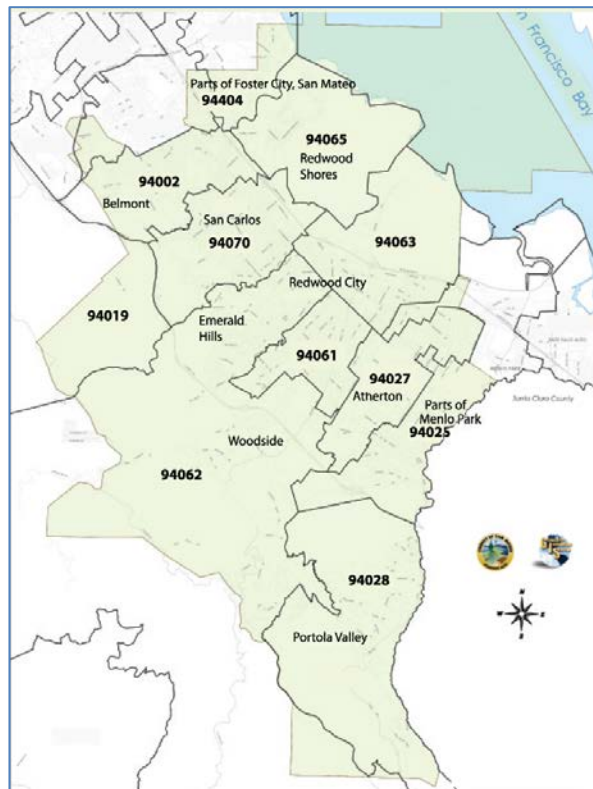 San Francisco Bay
Parts of Foster City, San Mateo
94404
94065
Redwood
Shores
94002
Belmont
San Carlos
94070
94063
Redwood City
94019
Emerald
Hills
94061
94027
Atherton
Parts of
Menlo Park
94025
Santa Clara County
Woodside
94062
94028
Portola Valley
N
W
E
S